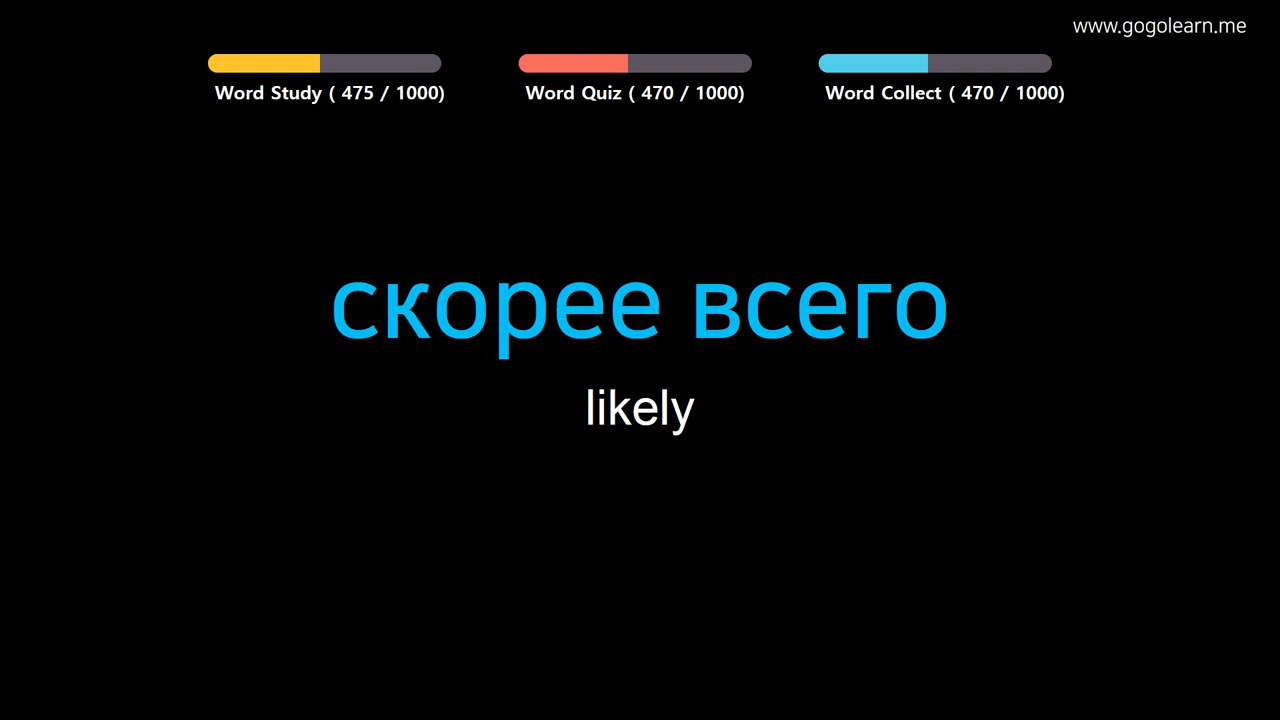 www.gogolearn.me
Word Study ( 475 / 1000)
Word Quiz ( 470 / 1000)
Word Collect ( 470 / 1000)
скорее всего
likely